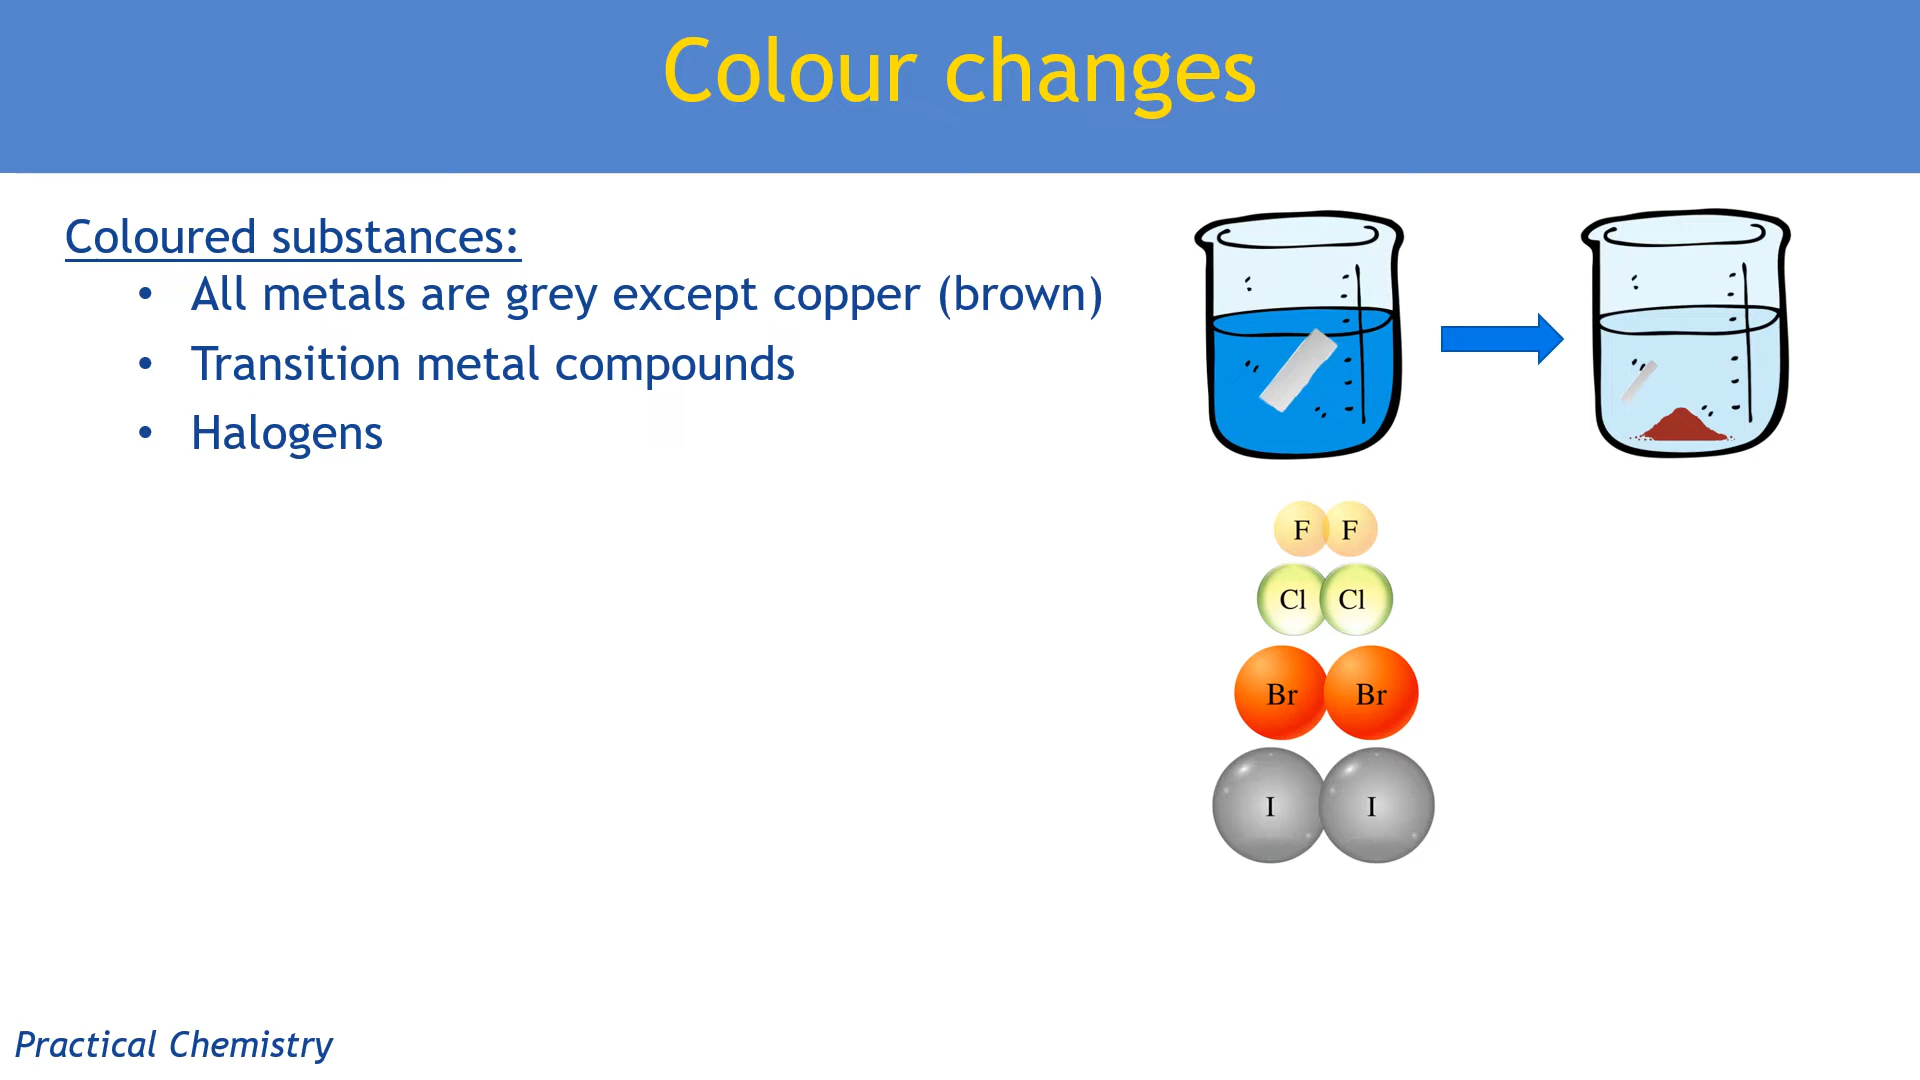 Colour changes
Coloured substances:
• All metals are grey except copper (brown)
• Transition metal compounds
• Halogens
F F
Cl Cl
Br Br
I I
Practical Chemistry